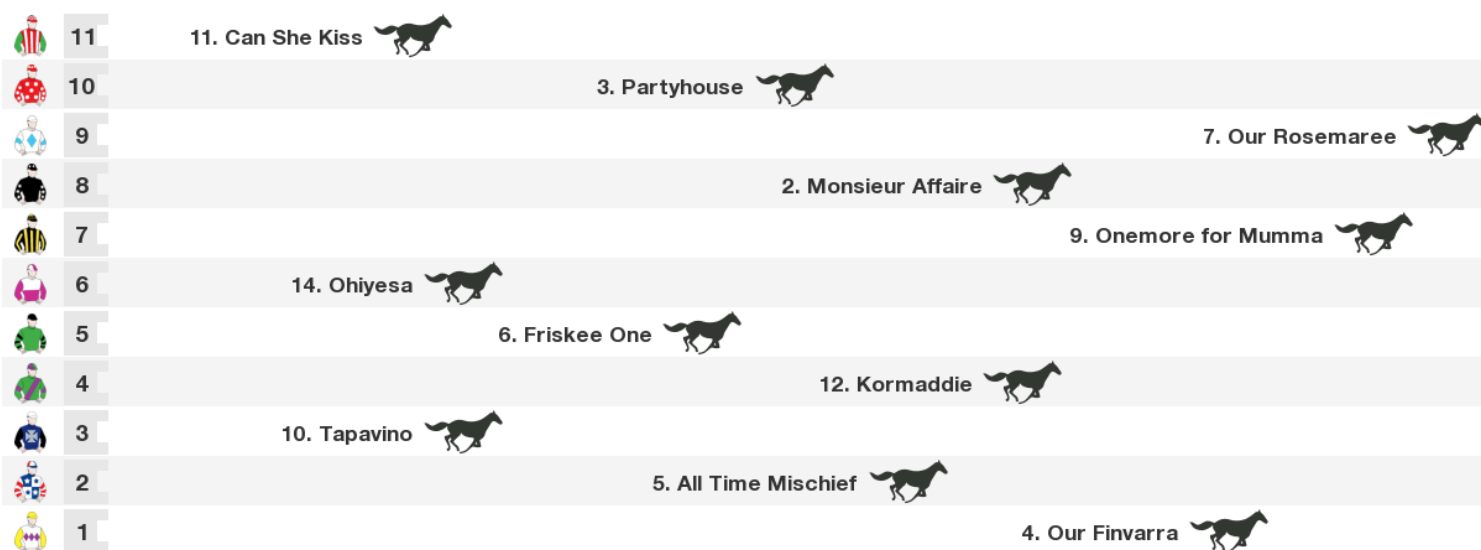 11 11. Can She Kiss
10 3. Partyhouse
9 7. Our Rosemaree
8 2. Monsieur Affaire
7 9. Onemore for Mumma
6 14. Ohiyesa
5 6. Friskee One
4 12. Kormaddie
3 10. Tapavino
2 5. All Time Mischief
1 4. Our Finvarra